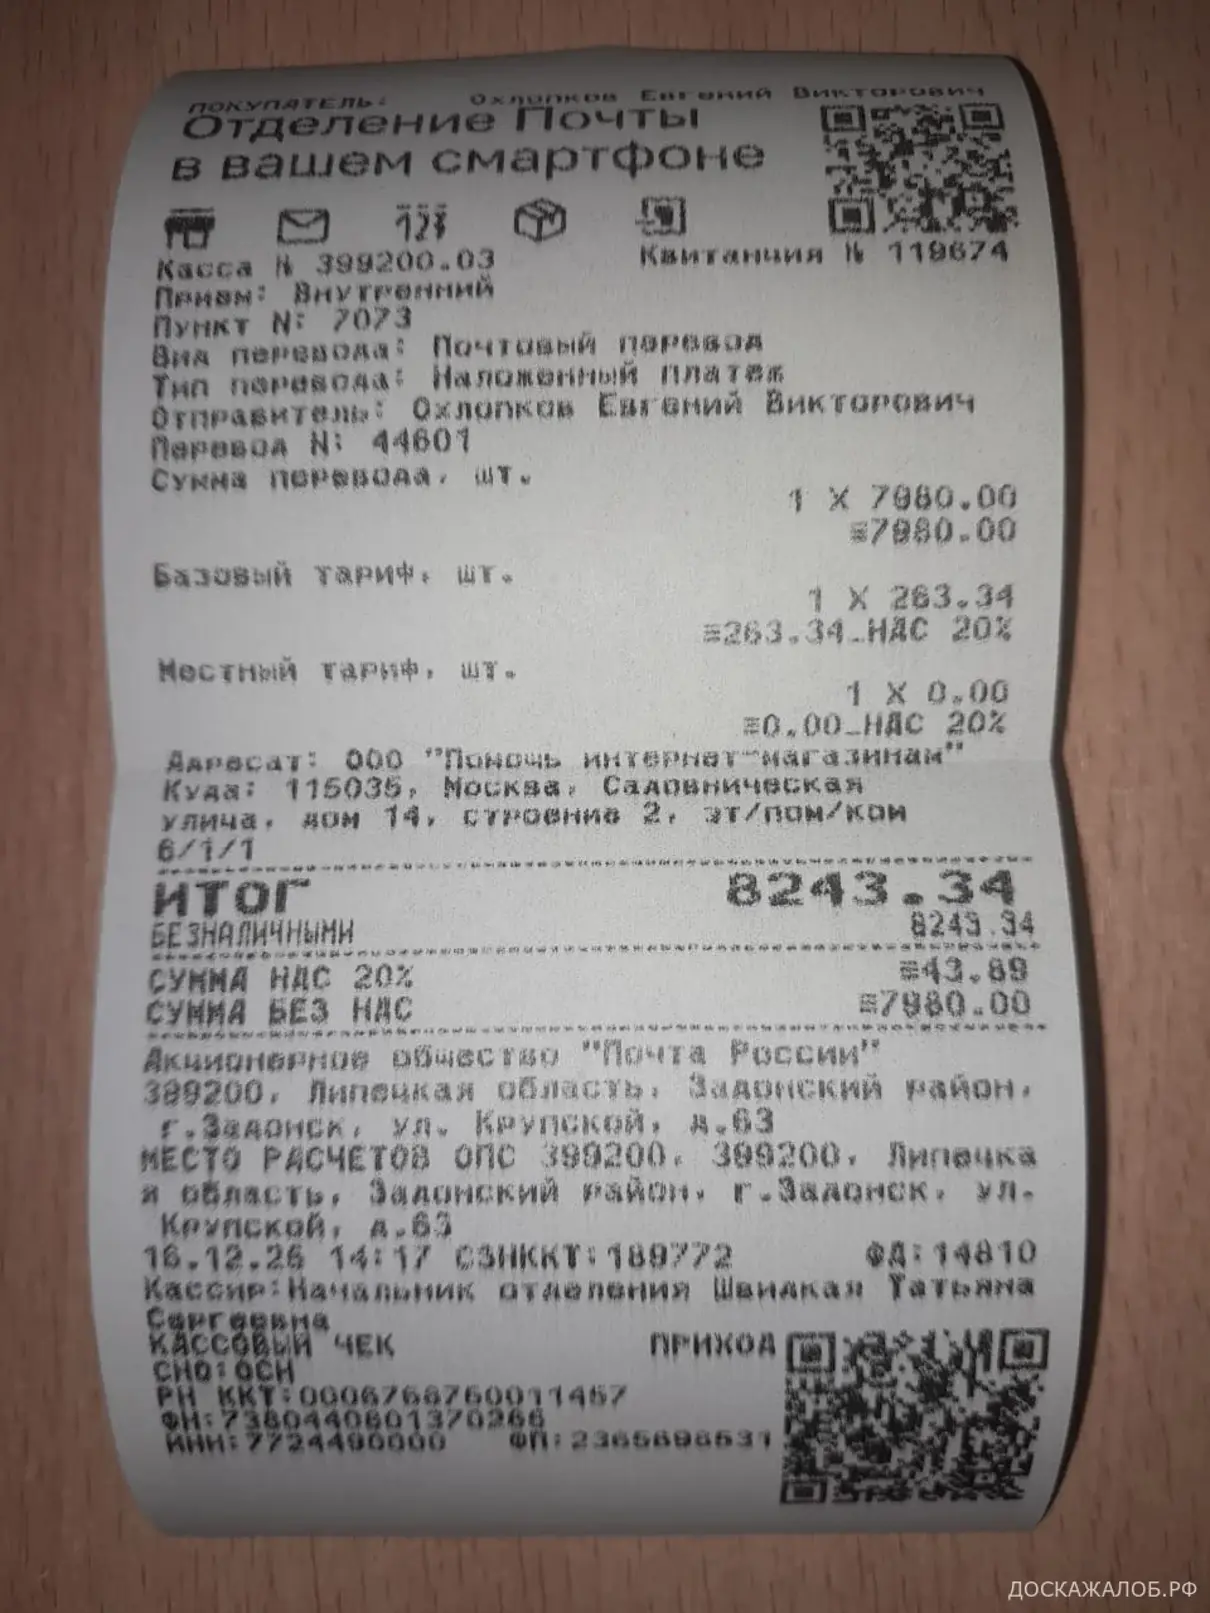 ПОКУПАТЕЛЬ: Охлопков Евгений Викторович
Отделение Почты
в вашем смартфоне
Касса № 399200.03 Квитанция № 119674
Прием: Внутренний
Пункт N: 7073
Вид перевода: Почтовый перевод
Тип перевода: Наложенный платеж
Отправитель: Охлопков Евгений Викторович
Перевод N: 44601
Сумма перевода, шт.
1 X 7980.00
≡7980.00
Базовый тариф, шт.
1 X 263.34
≡263.34_НДС 20%
Местный тариф, шт.
1 X 0.00
≡0.00_НДС 20%
Адресат: ООО "Помощь интернет-магазинам"
Куда: 115035, Москва, Садовническая
улица, дом 14, строение 2, эт/пом/ком
6/1/1
ИТОГ 8243.34
БЕЗНАЛИЧНЫМИ 8243.34
СУММА НДС 20% ≡43.89
СУММА БЕЗ НДС ≡7980.00
Акционерное общество "Почта России"
399200, Липецкая область, Задонский район,
г.Задонск, ул. Крупской, д.63
МЕСТО РАСЧЕТОВ ОПС 399200, 399200, Липецка
я область, Задонский район, г.Задонск, ул.
Крупской, д.63
16.12.25 14:17 СЗНККТ:189772 ФД:14810
Кассир:Начальник отделения Швидкая Татьяна
Сергеевна
КАССОВЫЙ ЧЕК ПРИХОД
СНО:ОСН
РН ККТ:0006768760011457
ФН:7380440801370266
ИНН:7724490000 ФП:2365698531
ДОСКАЖАЛОБ.РФ